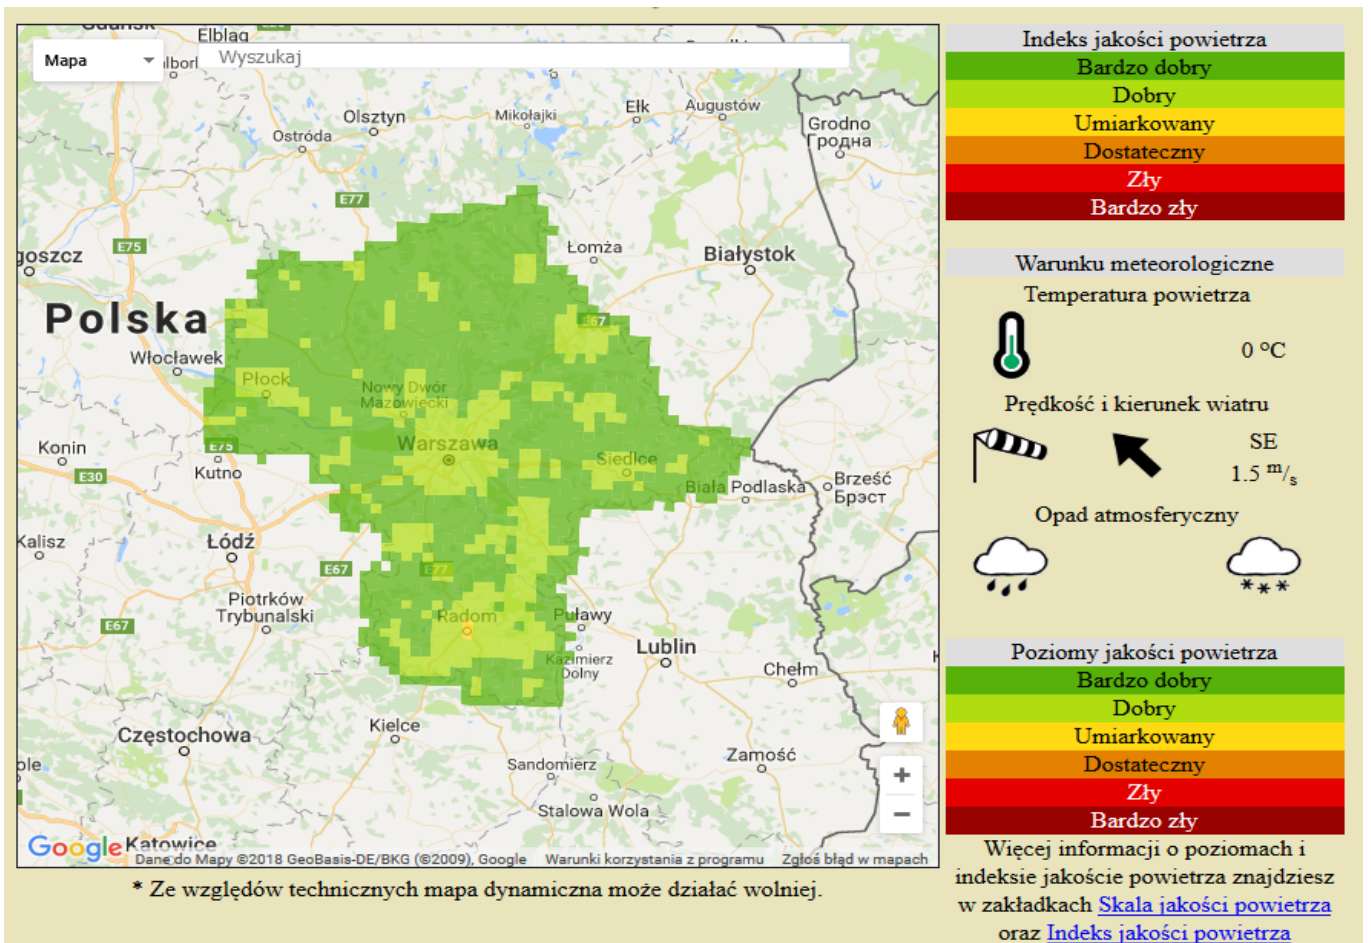 Gdańsk
Elbląg
Mapa
Wyszukaj
Olsztyn
Ostróda
Mikołajki
Ełk
Augustów
Grodno
Гродна
E77
E75
Łomża
Białystok
Polska
E67
Włocławek
Płock
Nowy Dwór
Mazowiecki
Konin
E75
Warszawa
Kutno
Siedlce
E30
Biała Podlaska
Brześć
Брэст
Kalisz
Łódź
E67
E77
Piotrków
Trybunalski
E67
Radom
Puławy
Lublin
Kazimierz
Dolny
Chełm
Kielce
Częstochowa
Zamość
Sandomierz
Stalowa Wola
Google
Katowice
Dane do Mapy ©2018 GeoBasis-DE/BKG (©2009), Google
Warunki korzystania z programu
Zgłoś błąd w mapach
* Ze względów technicznych mapa dynamiczna może działać wolniej.
Indeks jakości powietrza
Bardzo dobry
Dobry
Umiarkowany
Dostateczny
Zły
Bardzo zły
Warunku meteorologiczne
Temperatura powietrza
0 °C
Prędkość i kierunek wiatru
SE
1.5 m/s
Opad atmosferyczny
Poziomy jakości powietrza
Bardzo dobry
Dobry
Umiarkowany
Dostateczny
Zły
Bardzo zły
Więcej informacji o poziomach i
indeksie jakoście powietrza znajdziesz
w zakładkach Skala jakości powietrza
oraz Indeks jakości powietrza